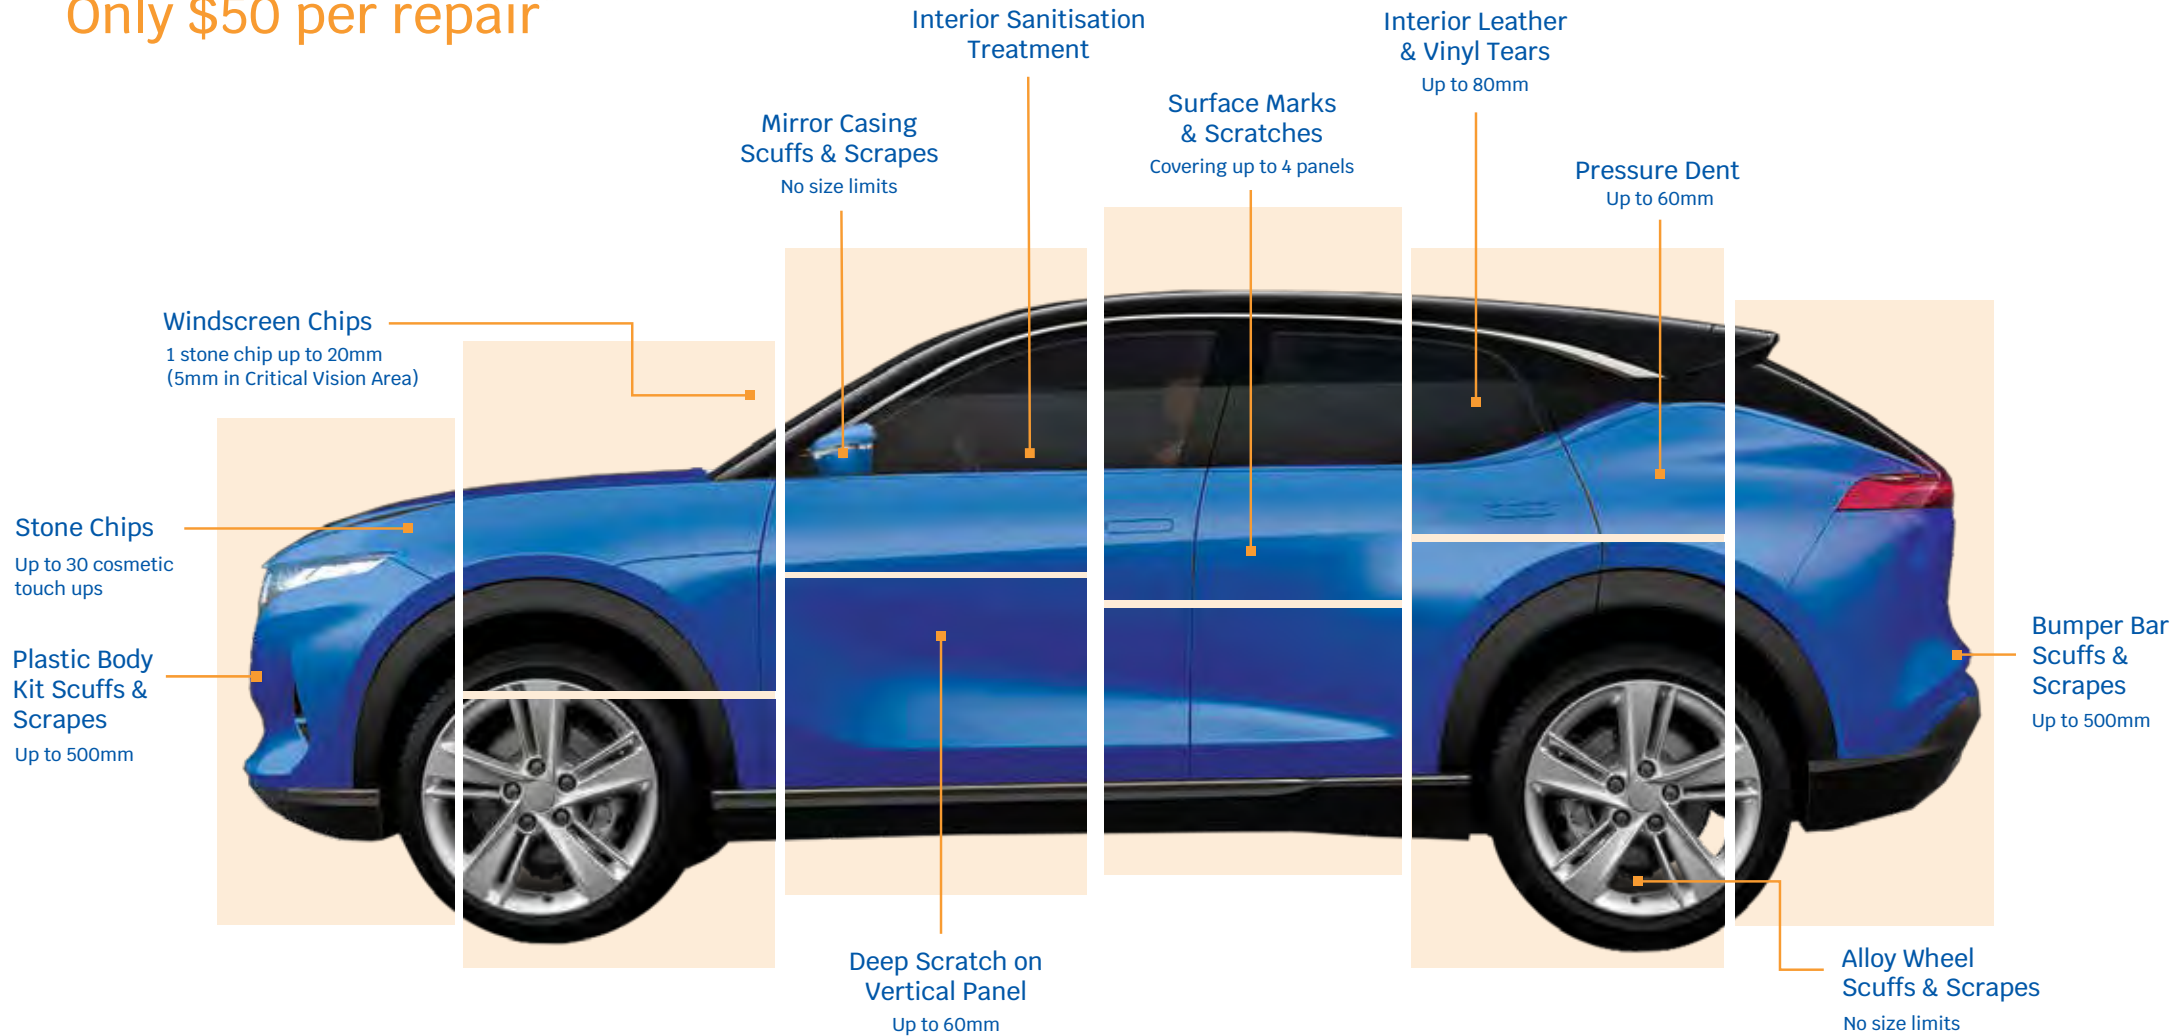 Only $50 per repair
Interior Sanitisation
Treatment
Interior Leather
& Vinyl Tears
Up to 80mm
Surface Marks
& Scratches
Covering up to 4 panels
Mirror Casing
Scuffs & Scrapes
No size limits
Pressure Dent
Up to 60mm
Windscreen Chips
1 stone chip up to 20mm
(5mm in Critical Vision Area)
Stone Chips
Up to 30 cosmetic
touch ups
Plastic Body
Kit Scuffs &
Scrapes
Up to 500mm
Bumper Bar
Scuffs &
Scrapes
Up to 500mm
Deep Scratch on
Vertical Panel
Up to 60mm
Alloy Wheel
Scuffs & Scrapes
No size limits